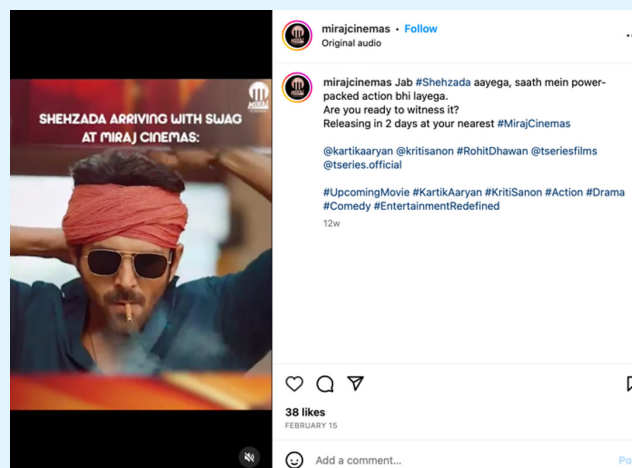 MIRAJ
SHEHZADA ARRIVING WITH SWAG
AT MIRAJ CINEMAS:
mirajcinemas • Follow
Original audio
mirajcinemas Jab #Shehzada aayega, saath mein power-
packed action bhi layega.
Are you ready to witness it?
Releasing in 2 days at your nearest #MirajCinemas
@kartikaaryan @kritisanon #RohitDhawan @tseriesfilms
@tseries.official
#UpcomingMovie #KartikAaryan #KritiSanon #Action #Drama
#Comedy #EntertainmentRedefined
12w
38 likes
FEBRUARY 15
Add a comment...
Po